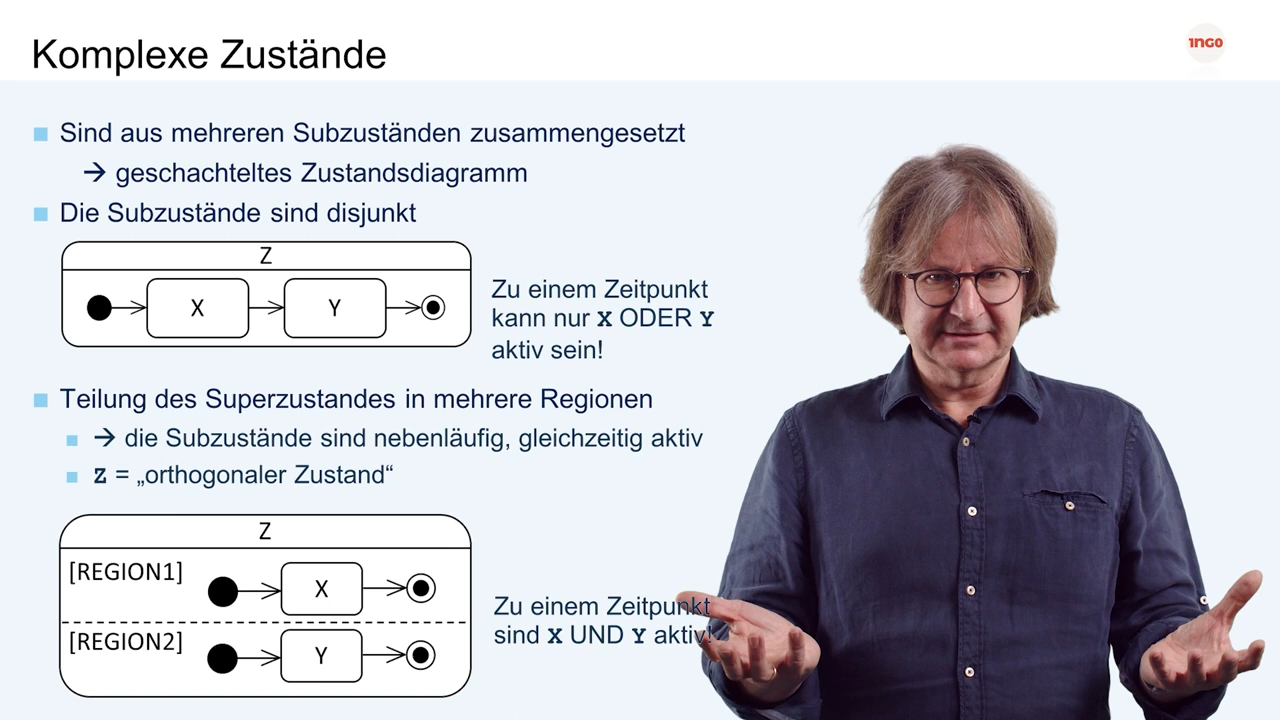 Komplexe Zustände
1NGO
Sind aus mehreren Subzuständen zusammengesetzt
→ geschachteltes Zustandsdiagramm
Die Subzustände sind disjunkt
Z
X
Y
Zu einem Zeitpunkt
kann nur X ODER Y
aktiv sein!
Teilung des Superzustandes in mehrere Regionen
→ die Subzustände sind nebenläufig, gleichzeitig aktiv
Z = „orthogonaler Zustand“
Z
[REGION1]
X
[REGION2]
Y
Zu einem Zeitpunkt
sind X UND Y aktiv!